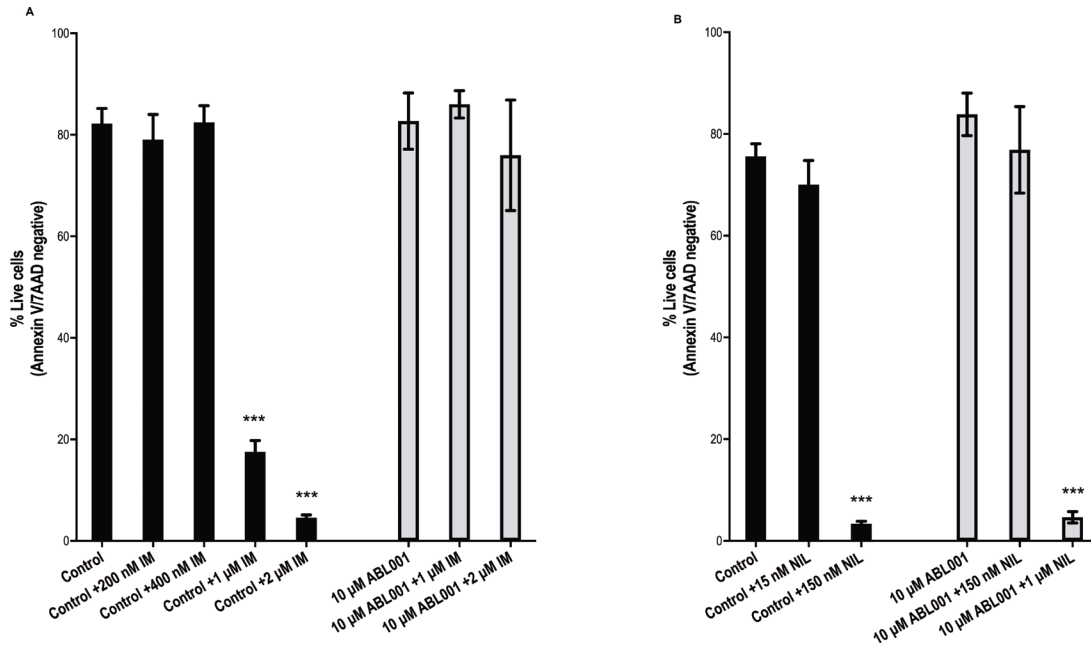 A
% Live cells
(Annexin V/7AAD negative)
100
80
60
40
20
0
***
***
Control
Control +200 nM IM
Control +400 nM IM
Control +1 µM IM
Control +2 µM IM
10 µM ABL001
10 µM ABL001 +1 µM IM
10 µM ABL001 +2 µM IM
B
% Live cells
(Annexin V/7AAD negative)
100
80
60
40
20
0
***
***
Control
Control +15 nM NIL
Control +150 nM NIL
10 µM ABL001
10 µM ABL001 +150 nM NIL
10 µM ABL001 +1 µM NIL